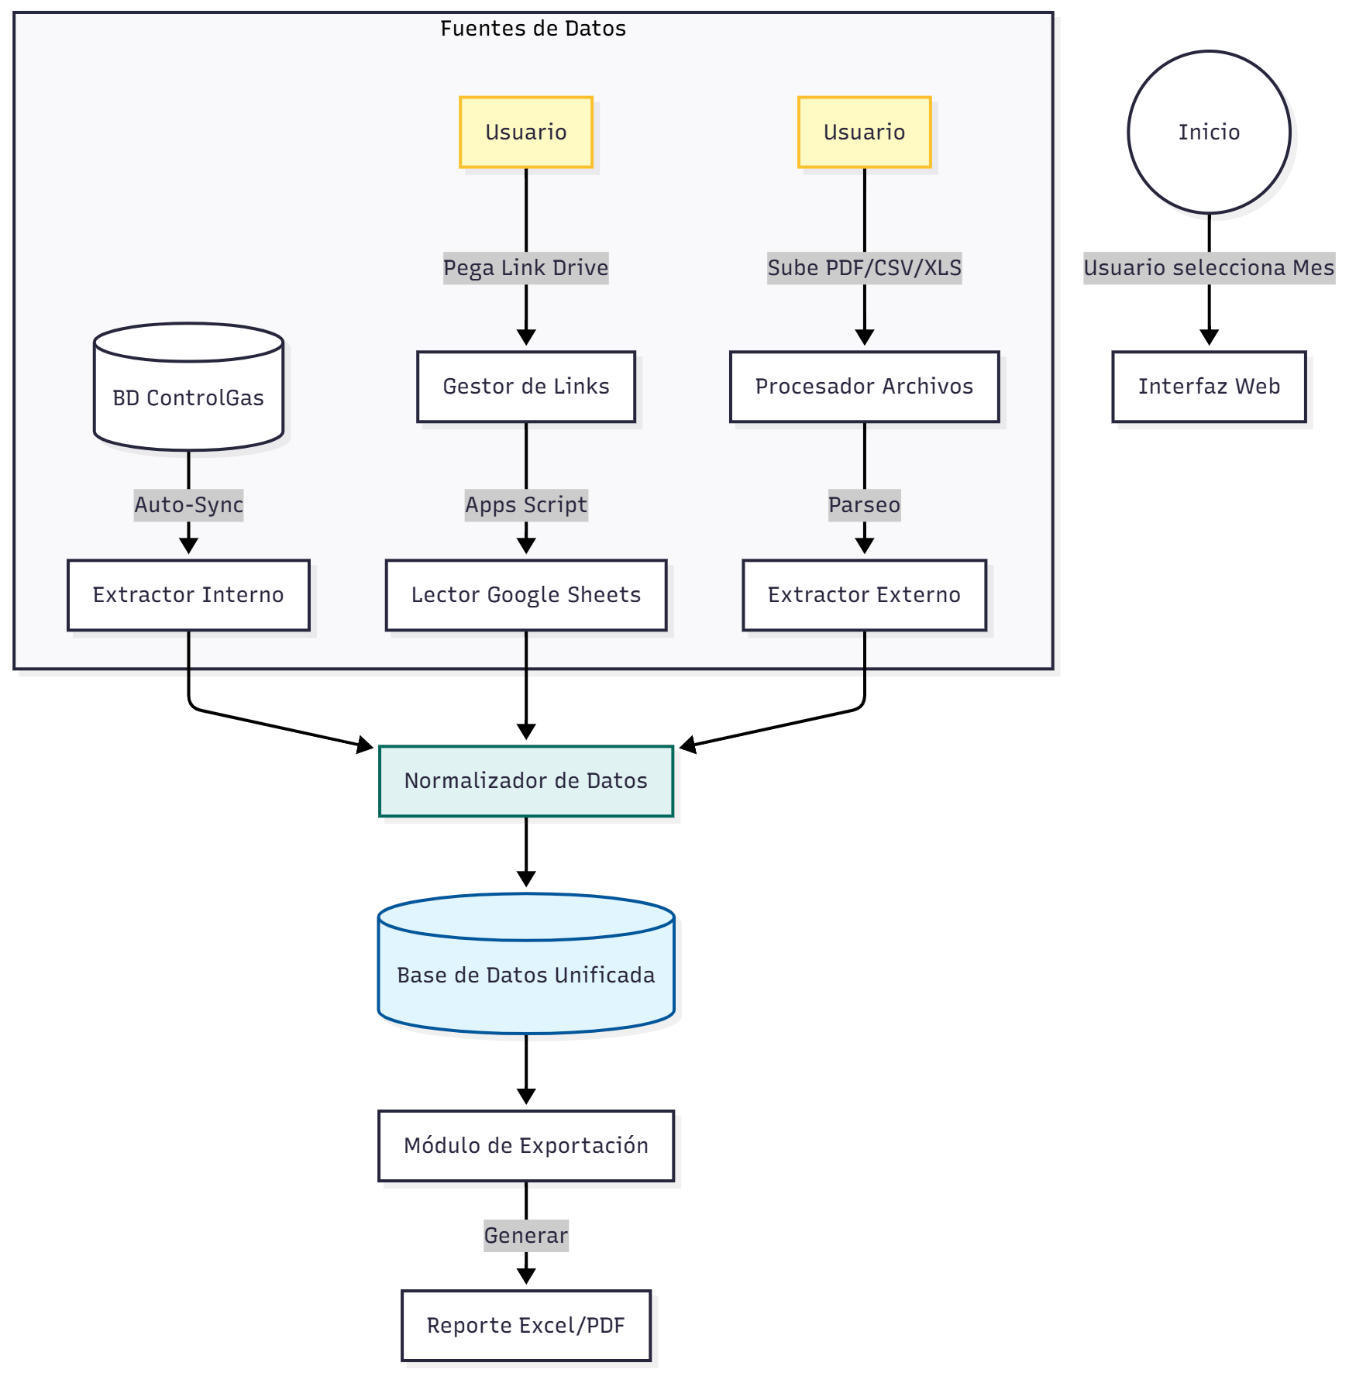 Fuentes de Datos
Usuario
Usuario
Inicio
Pega Link Drive
Sube PDF/CSV/XLS
Usuario selecciona Mes
BD ControlGas
Gestor de Links
Procesador Archivos
Interfaz Web
Auto-Sync
Apps Script
Parseo
Extractor Interno
Lector Google Sheets
Extractor Externo
Normalizador de Datos
Base de Datos Unificada
Módulo de Exportación
Generar
Reporte Excel/PDF